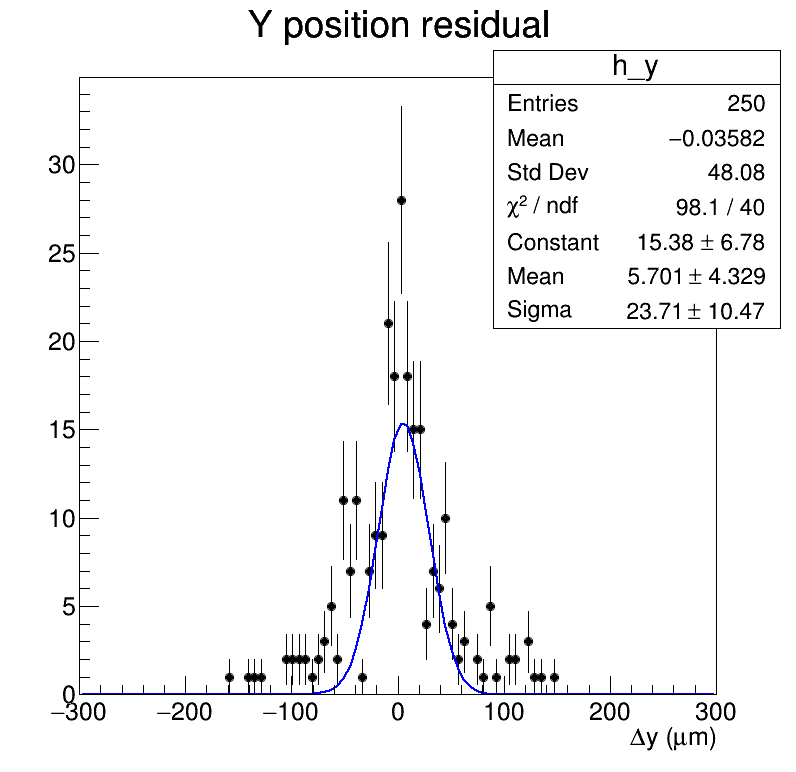 Y position residual
h_y
Entries 250
Mean −0.03582
Std Dev 48.08
χ² / ndf 98.1 / 40
Constant 15.38 ± 6.78
Mean 5.701 ± 4.329
Sigma 23.71 ± 10.47
30
25
20
15
10
5
0
−300 −200 −100 0 100 200 300
Δy (μm)